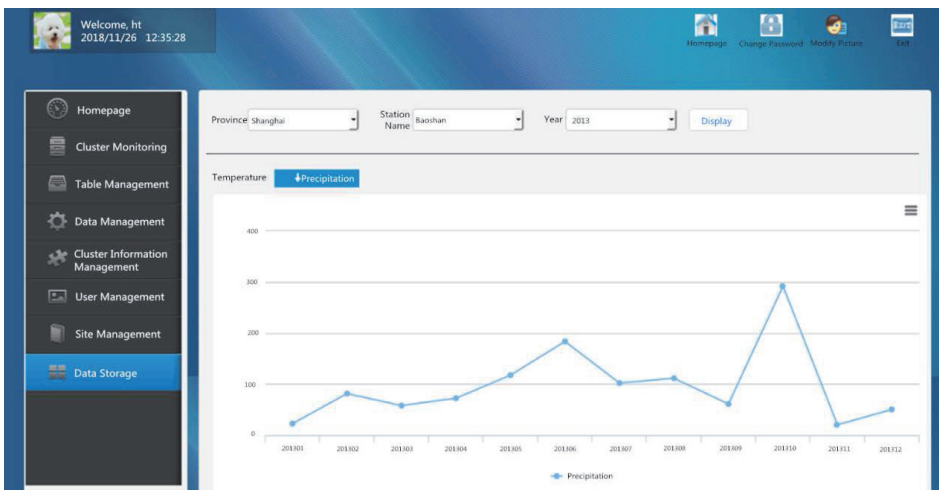 Welcome, ht
2018/11/26 12:35:28
Homepage
Change Password
Modify Picture
EXIT
Exit
Homepage
Cluster Monitoring
Table Management
Data Management
Cluster Information
Management
User Management
Site Management
Data Storage
Province Shanghai
Station
Name Baoshan
Year 2013
Display
Temperature
Precipitation
400
300
200
100
0
201301 201302 201303 201304 201305 201306 201307 201308 201309 201310 201311 201312
Precipitation